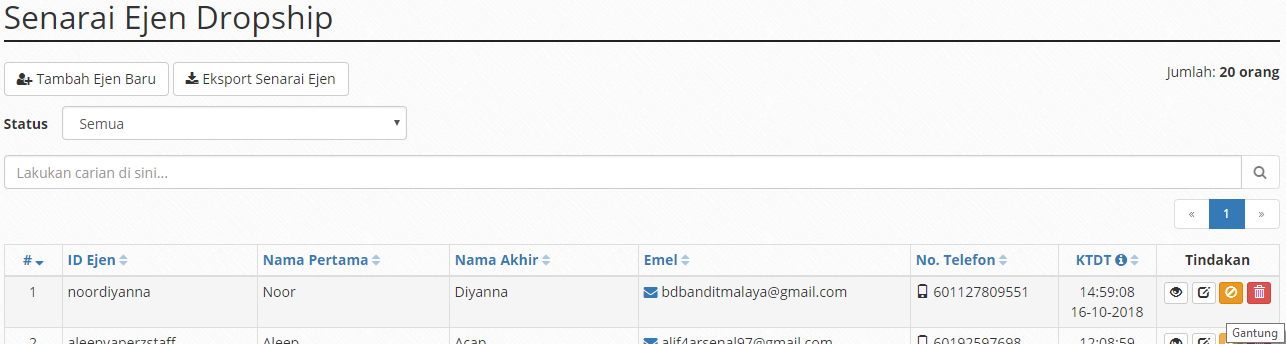 Senarai Ejen Dropship
Tambah Ejen Baru Eksport Senarai Ejen Jumlah: 20 orang
Status Semua
Lakukan carian di sini...
« 1 »
# ID Ejen Nama Pertama Nama Akhir Emel No. Telefon KTDT Tindakan
1 noordiyanna Noor Diyanna bdbanditmalaya@gmail.com 601127809551 14:59:08
16-10-2018
2 aleepvaperzstaff Aleep Acap alif4arsenal97@gmail.com 60192597698 12:08:59
Gantung